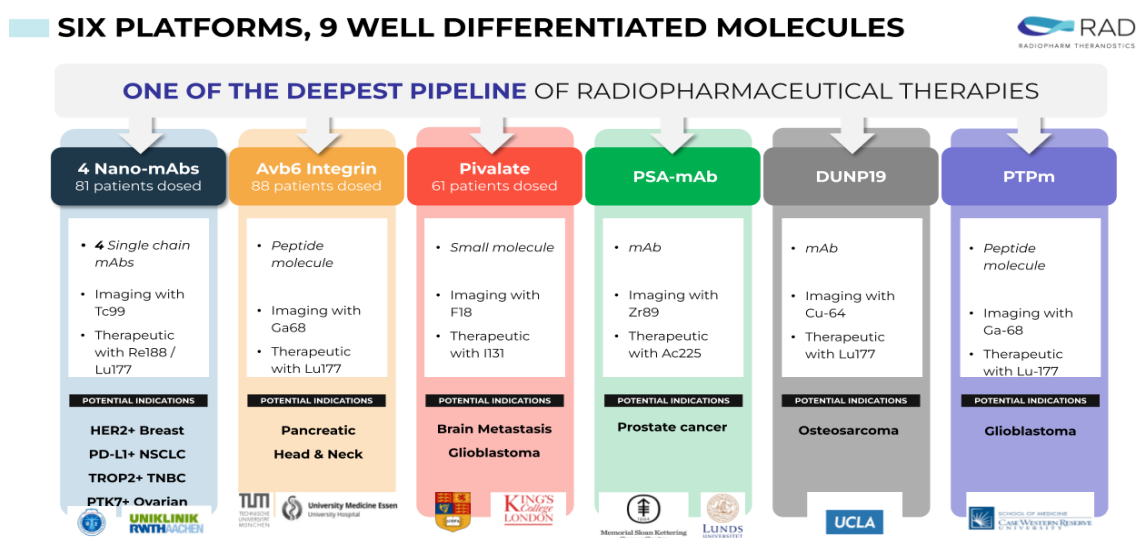 SIX PLATFORMS, 9 WELL DIFFERENTIATED MOLECULES
RAD
RADIOPHARM THERANOSTICS
ONE OF THE DEEPEST PIPELINE OF RADIOPHARMACEUTICAL THERAPIES
4 Nano-mAbs
81 patients dosed
• 4 Single chain
mAbs
• Imaging with
Tc99
• Therapeutic
with Re188 /
Lu177
POTENTIAL INDICATIONS
HER2+ Breast
PD-L1+ NSCLC
TROP2+ TNBC
PTK7+ Ovarian
UNIKLINIK
RWTHAACHEN
Avb6 Integrin
88 patients dosed
• Peptide
molecule
• Imaging with
Ga68
• Therapeutic
with Lu177
POTENTIAL INDICATIONS
Pancreatic
Head & Neck
TUM
TECHNISCHE
UNIVERSITÄT
MÜNCHEN
University Medicine Essen
University Hospital
Pivalate
61 patients dosed
• Small molecule
• Imaging with
F18
• Therapeutic
with I131
POTENTIAL INDICATIONS
Brain Metastasis
Glioblastoma
KING'S
College
LONDON
PSA-mAb
• mAb
• Imaging with
Zr89
• Therapeutic
with Ac225
POTENTIAL INDICATIONS
Prostate cancer
Memorial Sloan Kettering
LUNDS
UNIVERSITET
DUNP19
• mAb
• Imaging with
Cu-64
• Therapeutic
with Lu177
POTENTIAL INDICATIONS
Osteosarcoma
UCLA
PTPm
• Peptide
molecule
• Imaging with
Ga-68
• Therapeutic
with Lu-177
POTENTIAL INDICATIONS
Glioblastoma
SCHOOL OF MEDICINE
CASE WESTERN RESERVE
UNIVERSITY